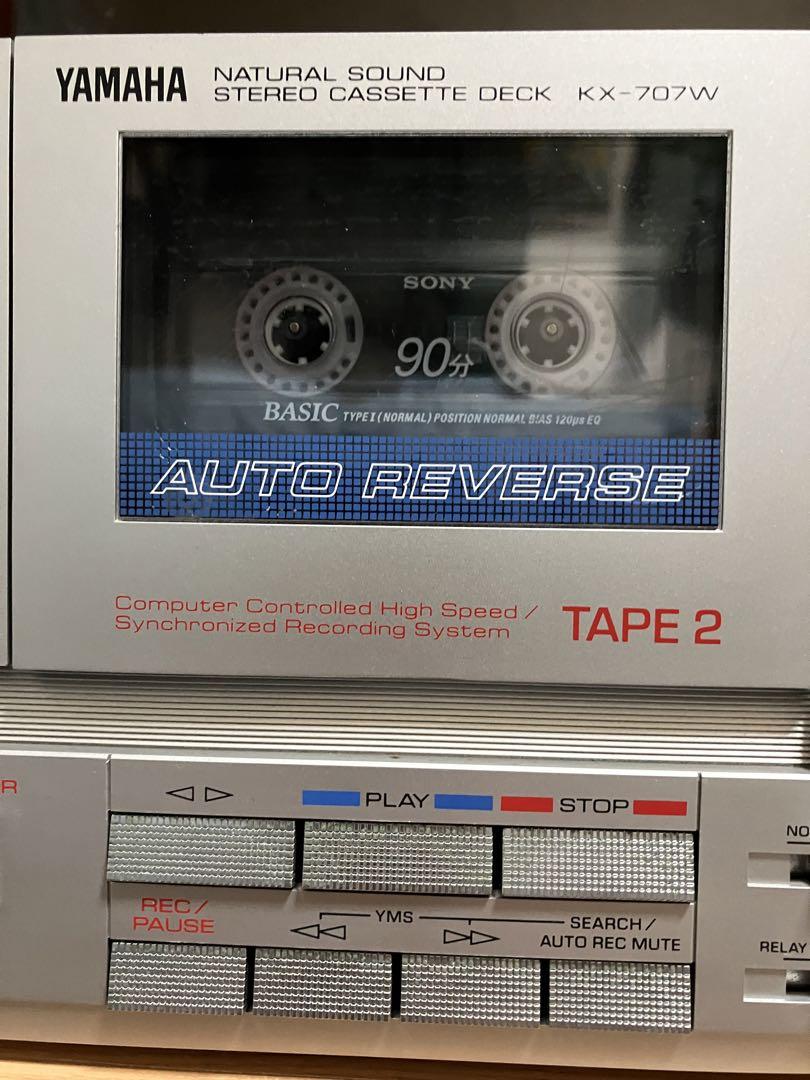 YAMAHA
NATURAL SOUND
STEREO CASSETTE DECK KX-707W
SONY
90分
BASIC TYPE I (NORMAL) POSITION NORMAL BIAS 120µs EQ
AUTO REVERSE
Computer Controlled High Speed /
Synchronized Recording System
TAPE 2
R
◁ ▷
PLAY
STOP
NO
REC/
PAUSE
YMS
SEARCH /
AUTO REC MUTE
RELAY